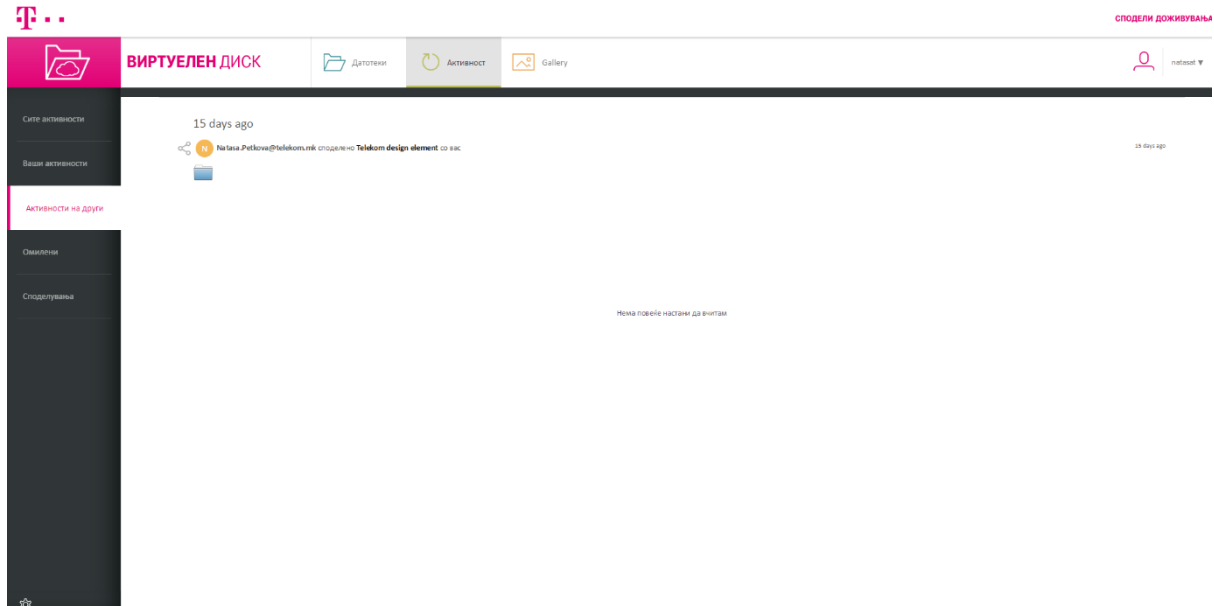 T
СПОДЕЛИ ДОЖИВУВАЊА
ВИРТУЕЛЕН ДИСК
Датотеки
Активност
Gallery
natasat ▼
Сите активности
Ваши активности
Активности на други
Омилени
Споделувања
15 days ago
N Natasa.Petkova@telekom.mk споделено Telekom design element со вас
15 days ago
Нема повеќе настани да вчитам